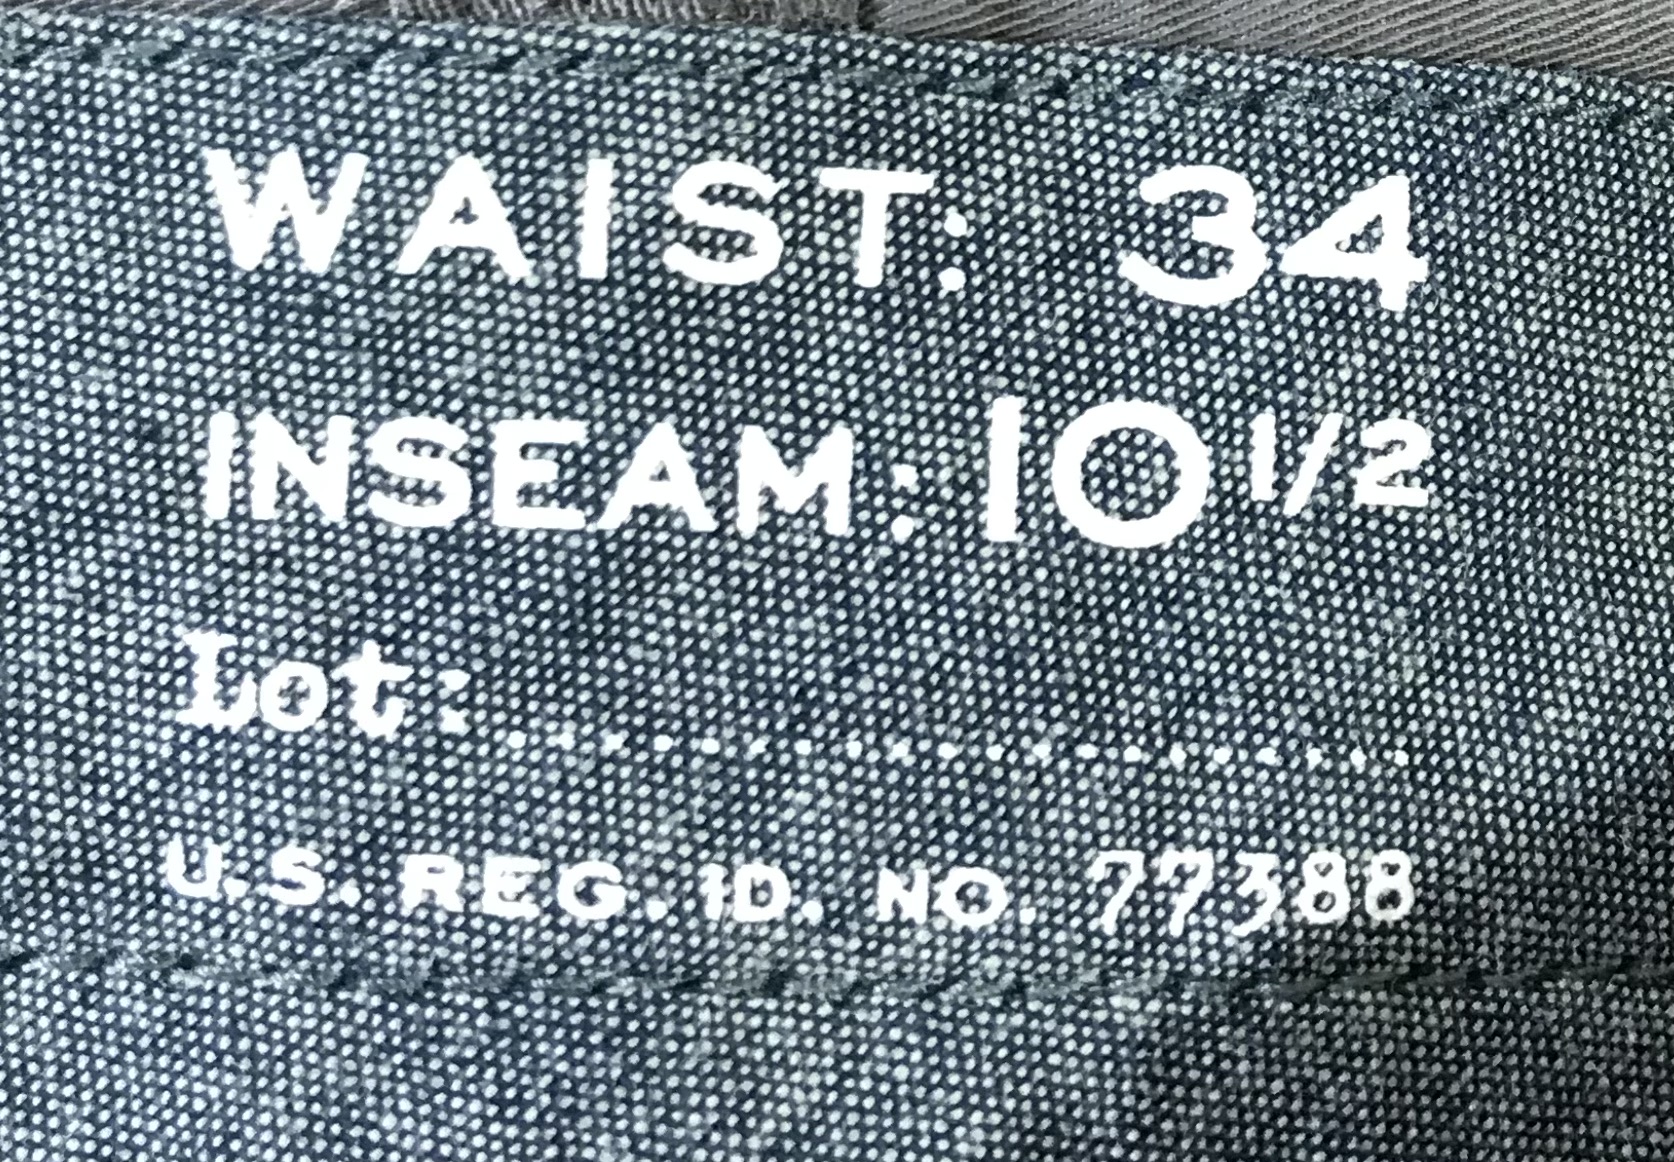 WAIST: 34
INSEAM: 10 1/2
Lot: ....................
U.S. REG. ID. NO. 77388